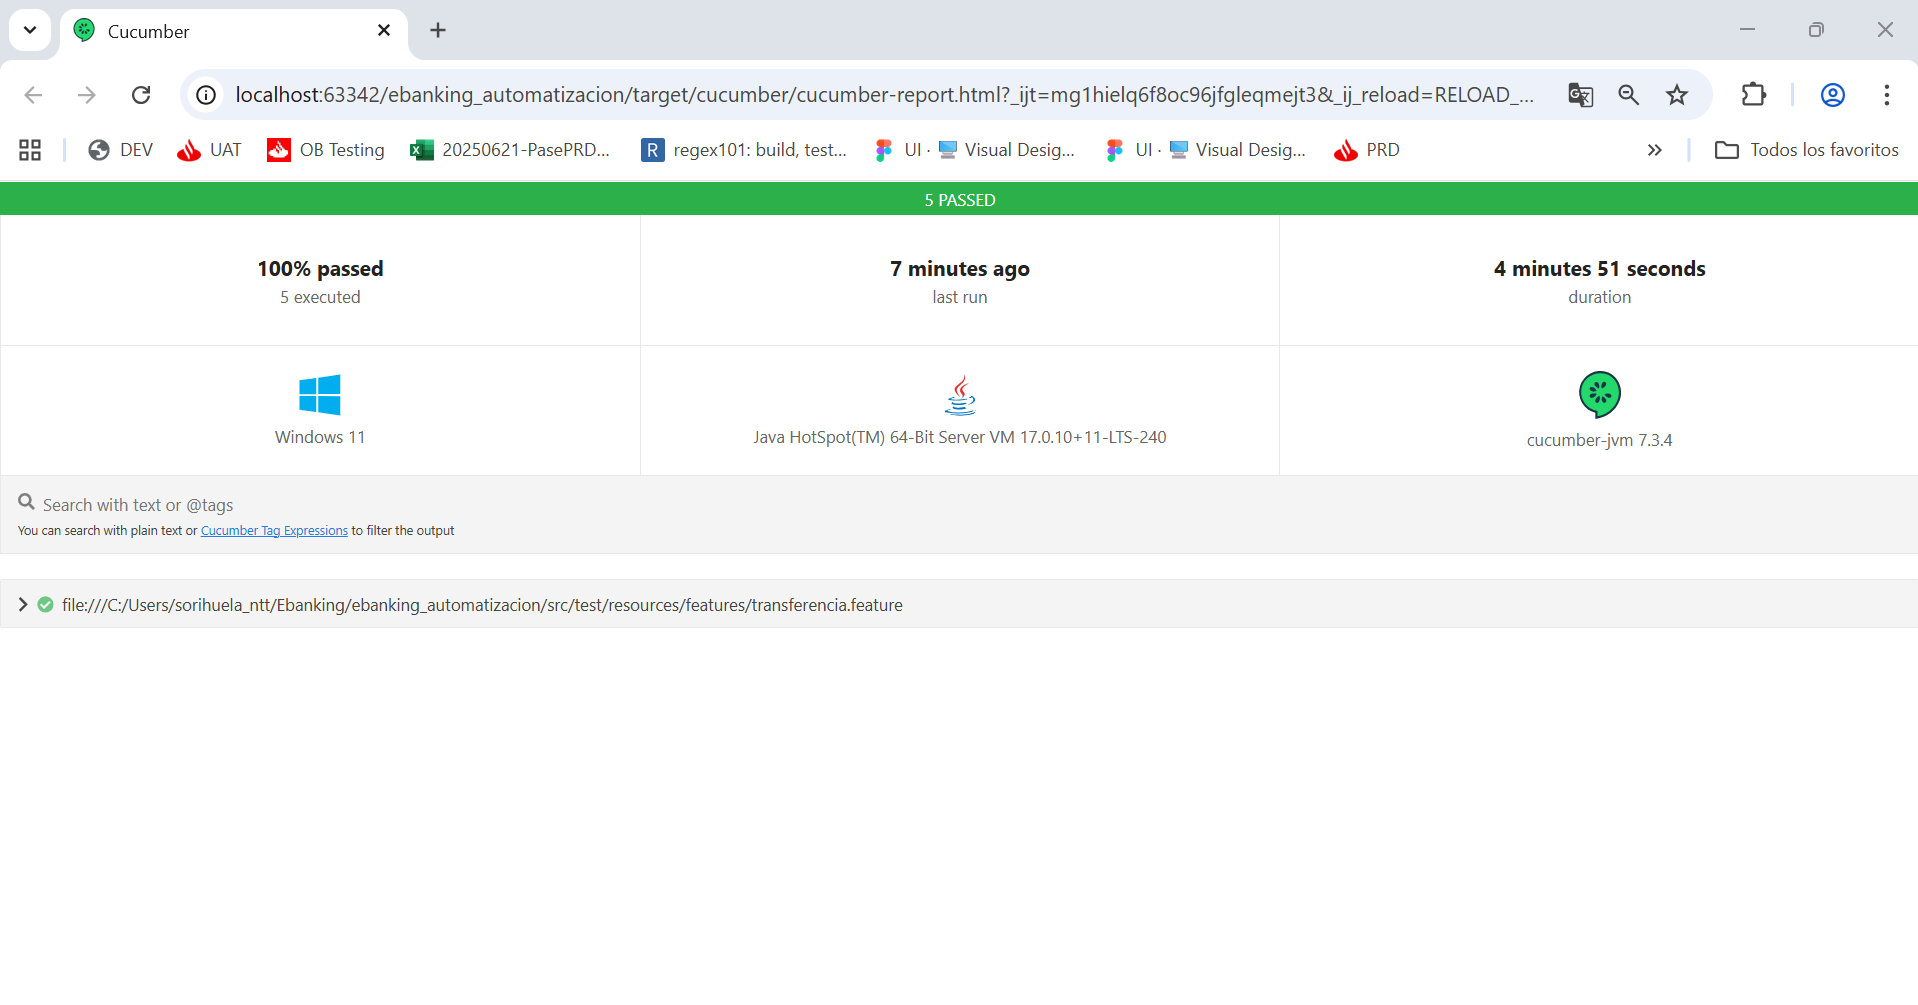 Cucumber
localhost:63342/ebanking_automatizacion/target/cucumber/cucumber-report.html?_ijt=mg1hielq6f8oc96jfgleqmejt3&_ij_reload=RELOAD_...
DEV
UAT
OB Testing
20250621-PasePRD...
R
regex101: build, test...
UI · Visual Desig...
UI · Visual Desig...
PRD
Todos los favoritos
5 PASSED
100% passed
5 executed
7 minutes ago
last run
4 minutes 51 seconds
duration
Windows 11
Java HotSpot(TM) 64-Bit Server VM 17.0.10+11-LTS-240
cucumber-jvm 7.3.4
Search with text or @tags
You can search with plain text or Cucumber Tag Expressions to filter the output
file:///C:/Users/sorihuela_ntt/Ebanking/ebanking_automatizacion/src/test/resources/features/transferencia.feature